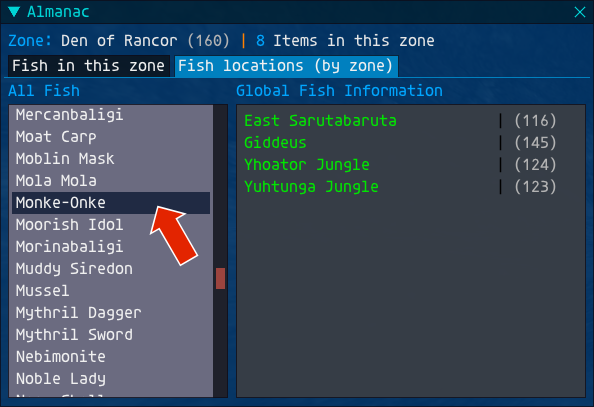 ▼ Almanac
Zone: Den of Rancor (160) | 8 Items in this zone
Fish in this zone
Fish locations (by zone)
All Fish
Mercanbaligi
Moat Carp
Moblin Mask
Mola Mola
Monke-Onke
Moorish Idol
Morinabaligi
Muddy Siredon
Mussel
Mythril Dagger
Mythril Sword
Nebimonite
Noble Lady
Global Fish Information
East Sarutabaruta | (116)
Giddeus | (145)
Yhoator Jungle | (124)
Yuhtunga Jungle | (123)